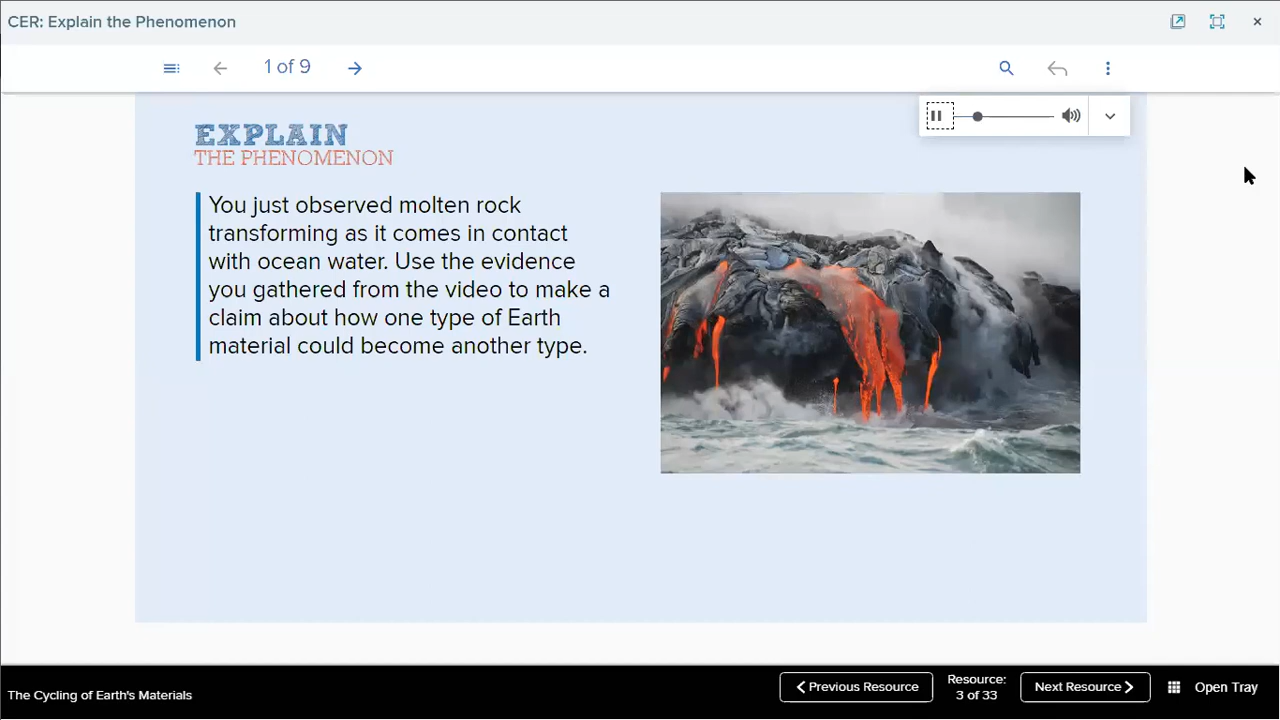 CER: Explain the Phenomenon
1 of 9
EXPLAIN
THE PHENOMENON
You just observed molten rock
transforming as it comes in contact
with ocean water. Use the evidence
you gathered from the video to make a
claim about how one type of Earth
material could become another type.
The Cycling of Earth's Materials
Previous Resource
Resource:
3 of 33
Next Resource
Open Tray